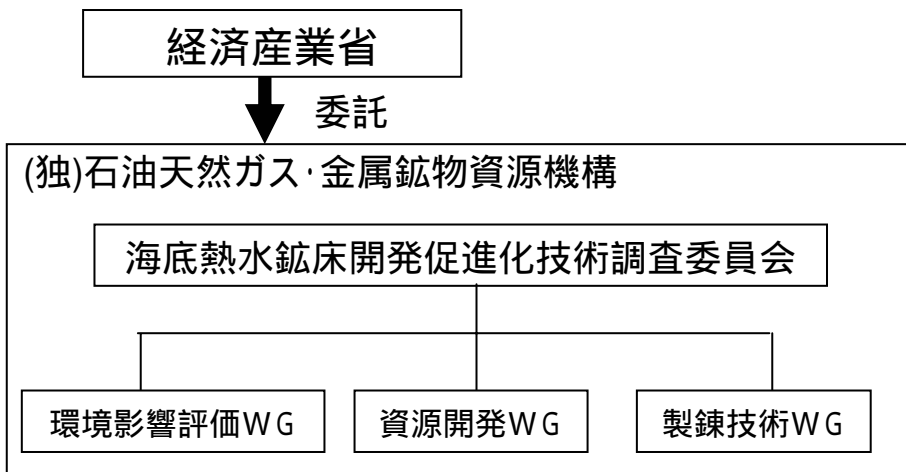 経済産業省
委託
(独)石油天然ガス・金属鉱物資源機構
海底熱水鉱床開発促進化技術調査委員会
環境影響評価WG
資源開発WG
製錬技術WG